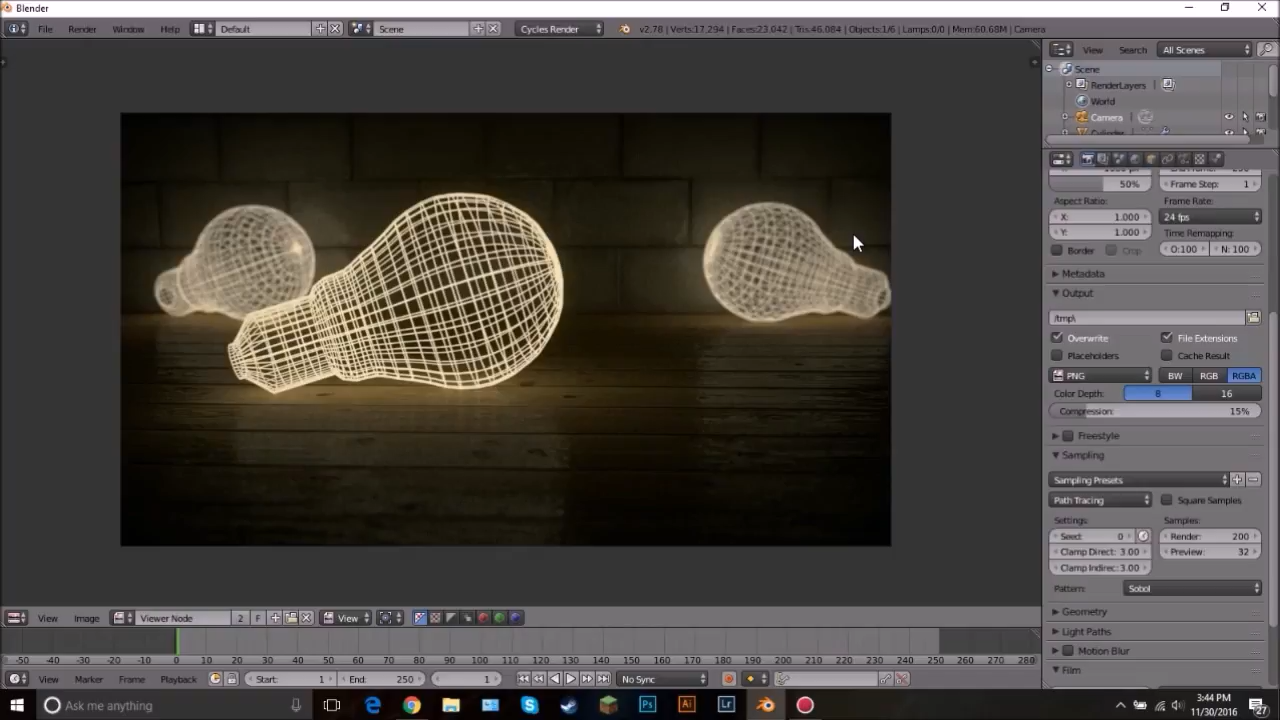 Blender
File Render Window Help Default Scene Cycles Render v2.78 | Verts:17,294 | Faces:23,042 | Tris:46,084 | Objects:1/6 | Lamps:0/0 | Mem:60.68M | Camera
View Search All Scenes
Scene
RenderLayers
World
Camera
Cylinder
50% Frame Step: 1
Aspect Ratio: Frame Rate:
X: 1.000 24 fps
Y: 1.000 Time Remapping:
Border Crop O:100 N: 100
Metadata
Output
/tmp\
Overwrite File Extensions
Placeholders Cache Result
PNG BW RGB RGBA
Color Depth: 8 16
Compression: 15%
Freestyle
Sampling
Sampling Presets
Path Tracing Square Samples
Settings: Samples:
Seed: 0 Render: 200
Clamp Direct: 3.00 Preview: 32
Clamp Indirec: 3.00
Pattern: Sobol
Geometry
Light Paths
Motion Blur
Film
View Image Viewer Node 2 F View
-50 -40 -30 -20 -10 0 10 20 30 40 50 60 70 80 90 100 110 120 130 140 150 160 170 180 190 200 210 220 230 240 250 260 270 280
View Marker Frame Playback Start: 1 End: 250 1 No Sync
Ask me anything Ps Ai Lr
3:44 PM
11/30/2016
27